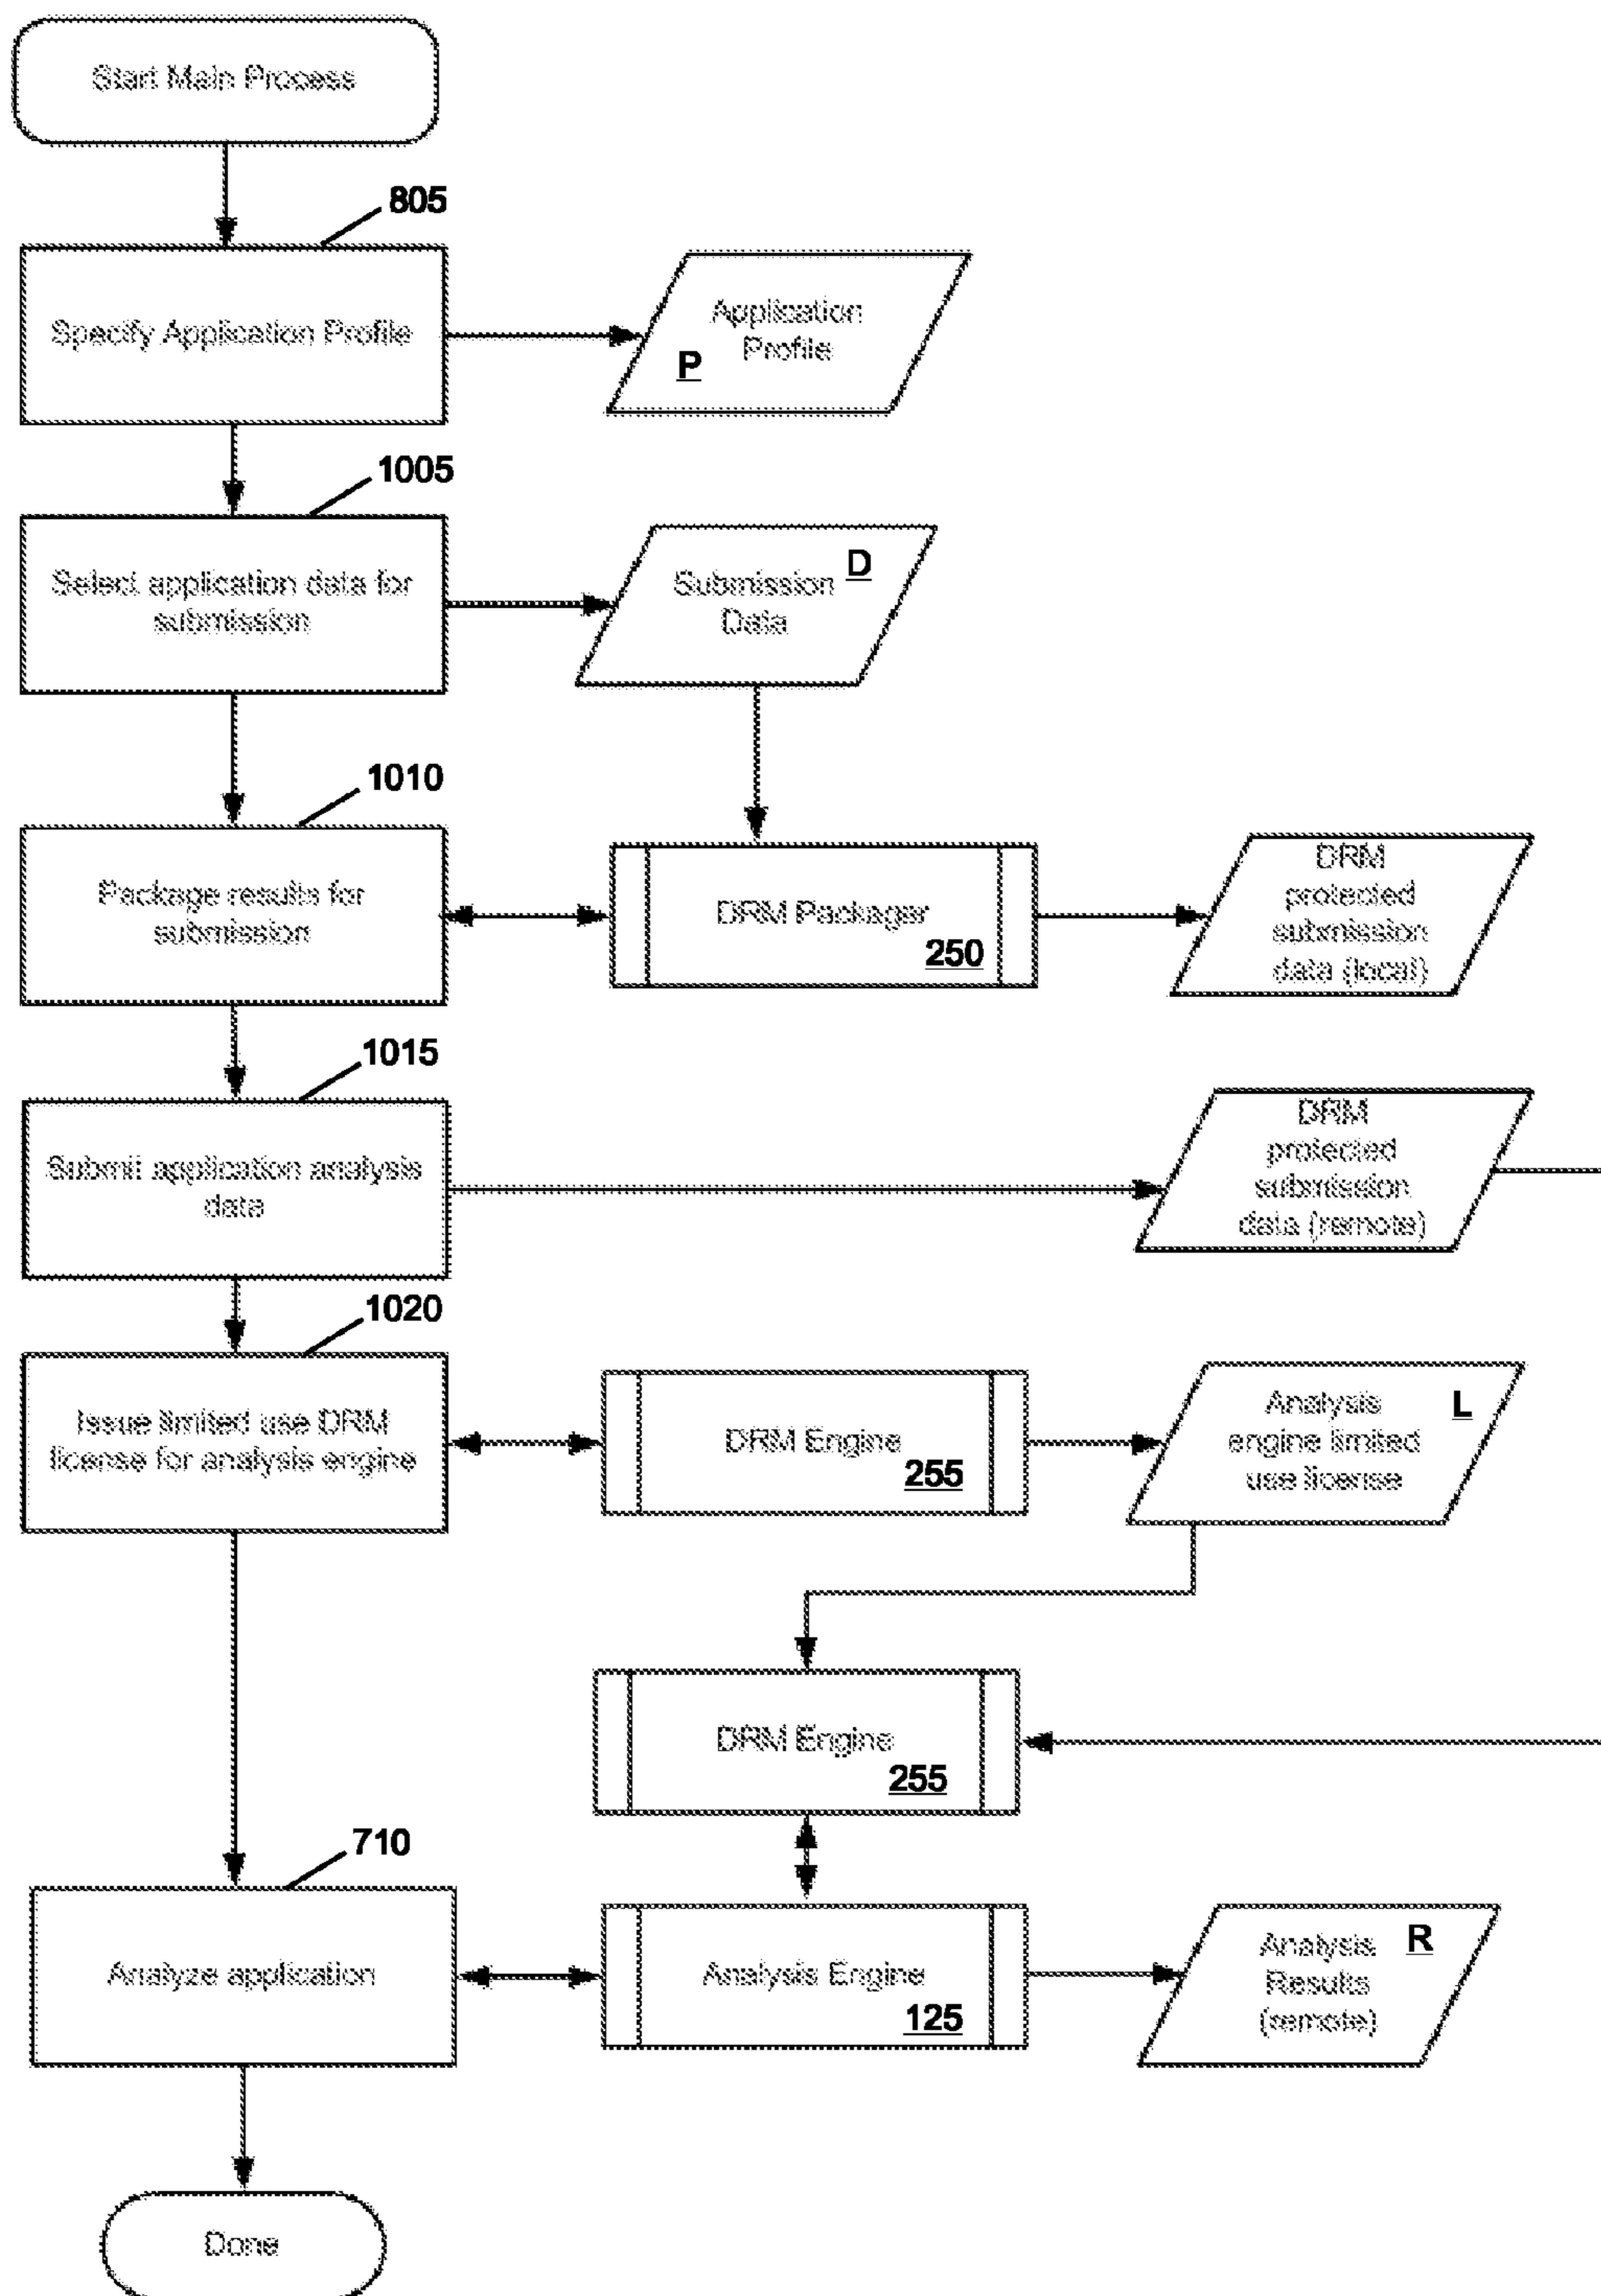 Start Main Process
805
Specify Application Profile
Application
Profile
P
1005
Select application data for
submission
D
Submission
Data
1010
Package results for
submission
DRM Packager
250
DRM
protected
submission
data (local)
1015
Submit application analysis
data
DRM
protected
submission
data (remote)
1020
Issue limited use DRM
license for analysis engine
DRM Engine
255
L
Analysis
engine limited
use license
DRM Engine
255
710
Analyze application
Analysis Engine
125
R
Analysis
Results
(remote)
Done